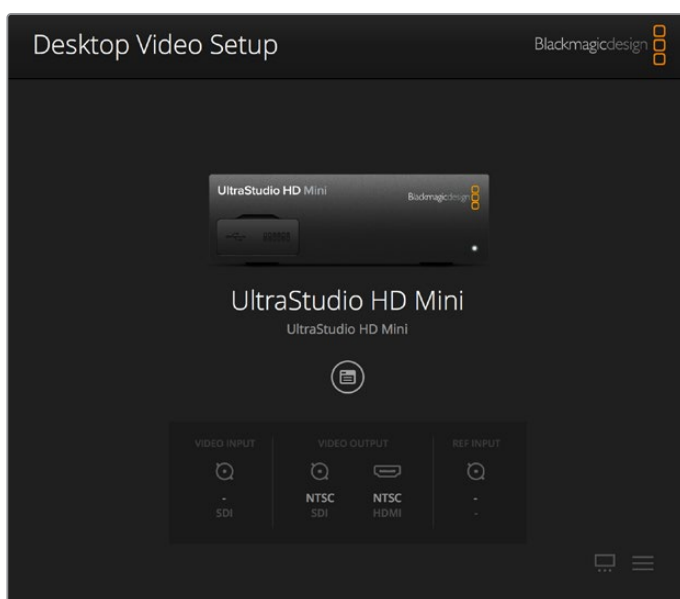 Desktop Video Setup
Blackmagicdesign
UltraStudio HD Mini
Blackmagicdesign
UltraStudio HD Mini
UltraStudio HD Mini
VIDEO INPUT VIDEO OUTPUT REF INPUT
- NTSC NTSC -
SDI SDI HDMI -